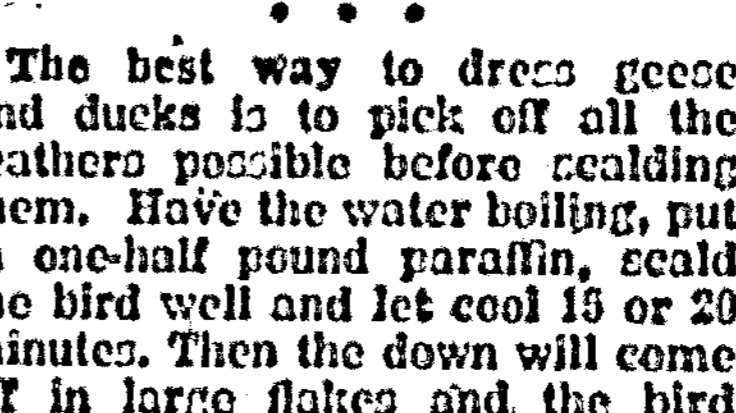 • • •
The best way to dress geese
nd ducks is to pick off all the
eathers possible before scalding
em. Have the water boiling, put
one-half pound paraffin, scald
e bird well and let cool 15 or 20
inutes. Then the down will come
in large flakes and the bird